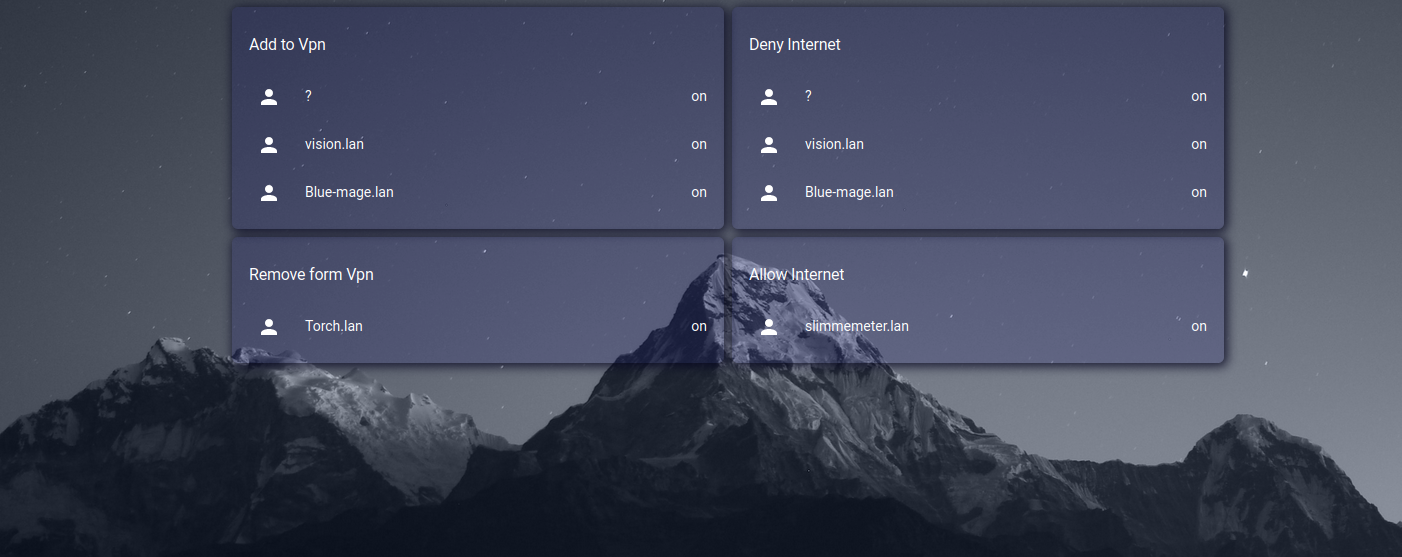 Add to Vpn
? on
vision.lan on
Blue-mage.lan on
Deny Internet
? on
vision.lan on
Blue-mage.lan on
Remove form Vpn
Torch.lan on
Allow Internet
slimmemeter.lan on